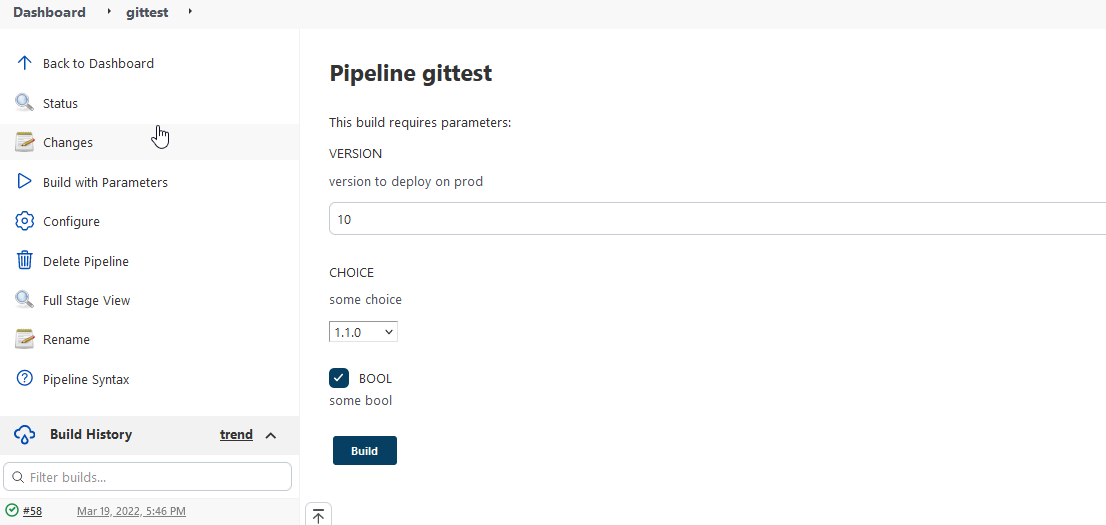 Dashboard gittest
Back to Dashboard
Status
Changes
Build with Parameters
Configure
Delete Pipeline
Full Stage View
Rename
Pipeline Syntax
Build History trend
Filter builds...
#58 Mar 19, 2022, 5:46 PM
Pipeline gittest
This build requires parameters:
VERSION
version to deploy on prod
10
CHOICE
some choice
1.1.0
BOOL
some bool
Build